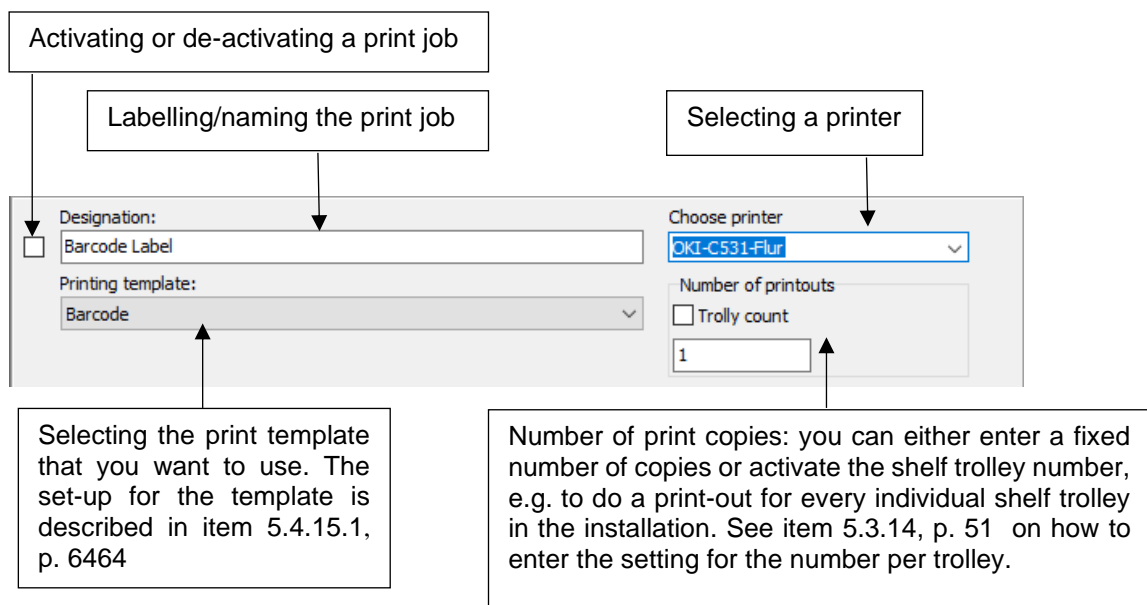 Activating or de-activating a print job
Labelling/naming the print job
Selecting a printer
Designation:
Barcode Label
Printing template:
Barcode
Choose printer
OKI-C531-Flur
Number of printouts
Trolly count
1
Selecting the print template
that you want to use. The
set-up for the template is
described in item 5.4.15.1,
p. 6464
Number of print copies: you can either enter a fixed
number of copies or activate the shelf trolley number,
e.g. to do a print-out for every individual shelf trolley
in the installation. See item 5.3.14, p. 51 on how to
enter the setting for the number per trolley.